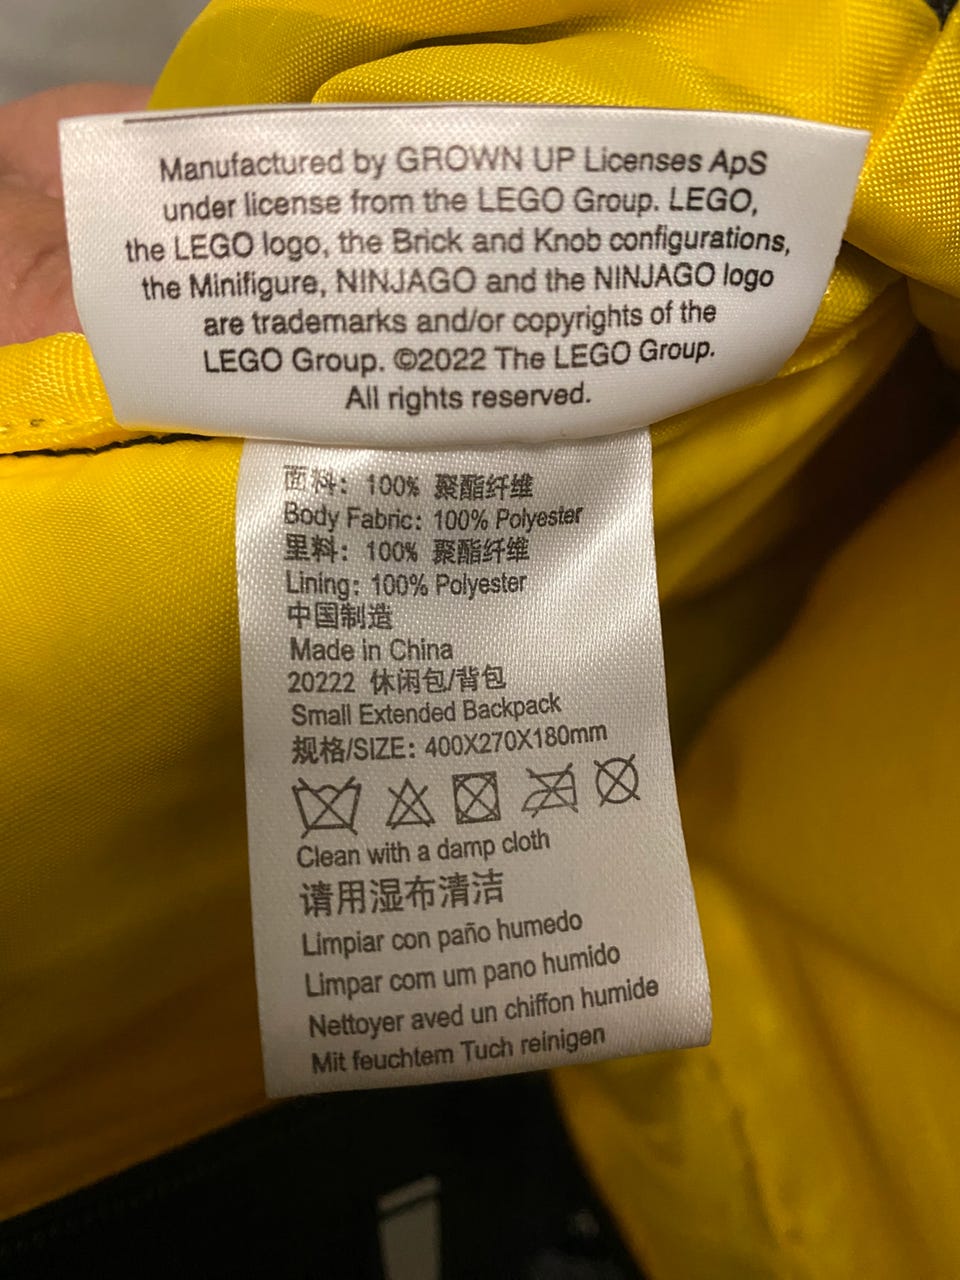 Manufactured by GROWN UP Licenses ApS
under license from the LEGO Group. LEGO,
the LEGO logo, the Brick and Knob configurations,
the Minifigure, NINJAGO and the NINJAGO logo
are trademarks and/or copyrights of the
LEGO Group. ©2022 The LEGO Group.
All rights reserved.
面料: 100% 聚酯纤维
Body Fabric: 100% Polyester
里料: 100% 聚酯纤维
Lining: 100% Polyester
中国制造
Made in China
20222 休闲包/背包
Small Extended Backpack
规格/SIZE: 400X270X180mm
Clean with a damp cloth
请用湿布清洁
Limpiar con paño humedo
Limpar com um pano humido
Nettoyer aved un chiffon humide
Mit feuchtem Tuch reinigen